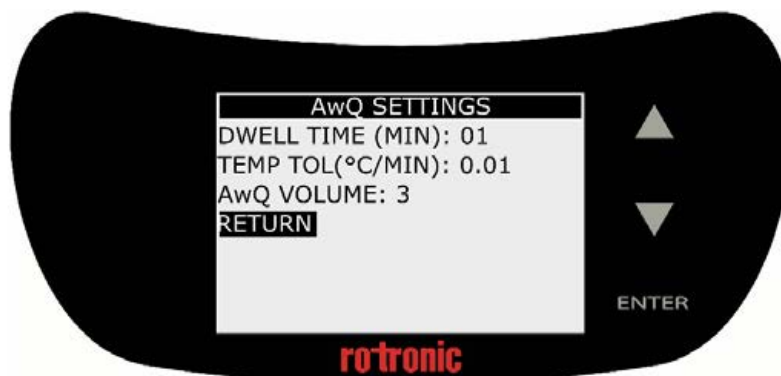 AwQ SETTINGS
DWELL TIME (MIN): 01
TEMP TOL(°C/MIN): 0.01
AwQ VOLUME: 3
RETURN
ENTER
rotronic